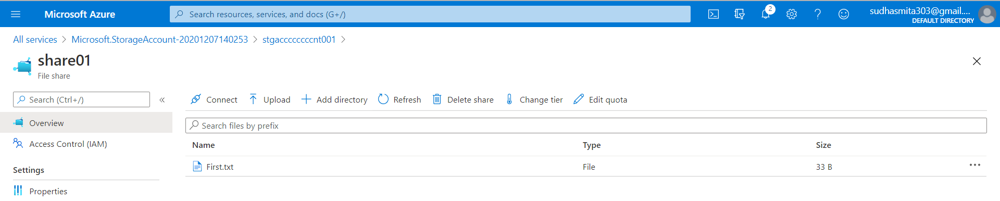 Microsoft Azure
Search resources, services, and docs (G+/)
2
sudhasmita303@gmail....
DEFAULT DIRECTORY
All services > Microsoft.StorageAccount-20201207140253 > stgacccccccnt001 >
share01
File share
Search (Ctrl+/)
«
Connect
Upload
Add directory
Refresh
Delete share
Change tier
Edit quota
Overview
Search files by prefix
Access Control (IAM)
Name Type Size
First.txt File 33 B
Settings
Properties